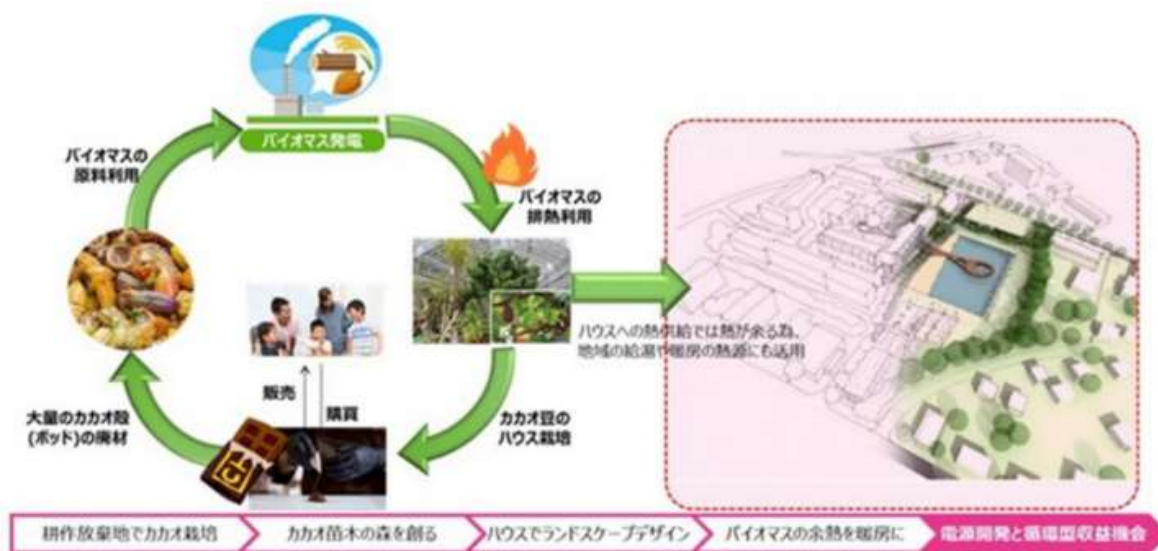 バイオマス発電
バイオマスの
原料利用
バイオマスの
排熱利用
ハウスへの熱供給では熱が余る為、
地域の給湯や暖房の熱源にも活用
販売
購買
大量のカカオ殻
(ポッド)の廃材
カカオ豆の
ハウス栽培
耕作放棄地でカカオ栽培
カカオ苗木の森を創る
ハウスでランドスケープデザイン
バイオマスの余熱を暖房に
電源開発と循環型収益機会